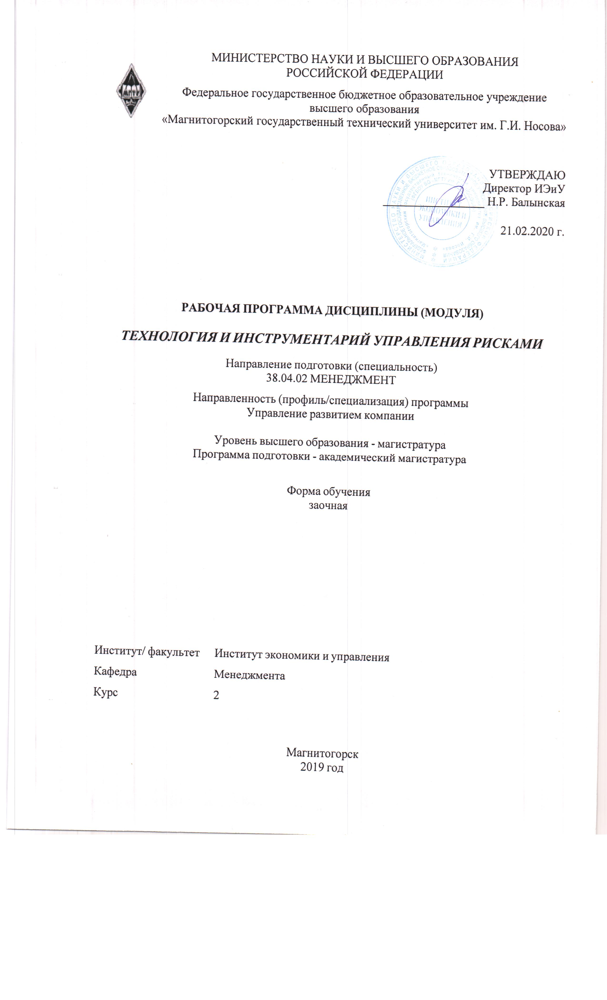 МИНИСТЕРСТВО НАУКИ И ВЫСШЕГО ОБРАЗОВАНИЯ
РОССИЙСКОЙ ФЕДЕРАЦИИ
МГТУ
Федеральное государственное бюджетное образовательное учреждение
высшего образования
«Магнитогорский государственный технический университет им. Г.И. Носова»
УТВЕРЖДАЮ
Директор ИЭиУ
Н.Р. Балынская
21.02.2020 г.
ИНСТИТУТ
ЭКОНОМИКИ И
УПРАВЛЕНИЯ
РАБОЧАЯ ПРОГРАММА ДИСЦИПЛИНЫ (МОДУЛЯ)
ТЕХНОЛОГИЯ И ИНСТРУМЕНТАРИЙ УПРАВЛЕНИЯ РИСКАМИ
Направление подготовки (специальность)
38.04.02 МЕНЕДЖМЕНТ
Направленность (профиль/специализация) программы
Управление развитием компании
Уровень высшего образования - магистратура
Программа подготовки - академический магистратура
Форма обучения
заочная
Институт/ факультет Институт экономики и управления
Кафедра Менеджмента
Курс 2
Магнитогорск
2019 год